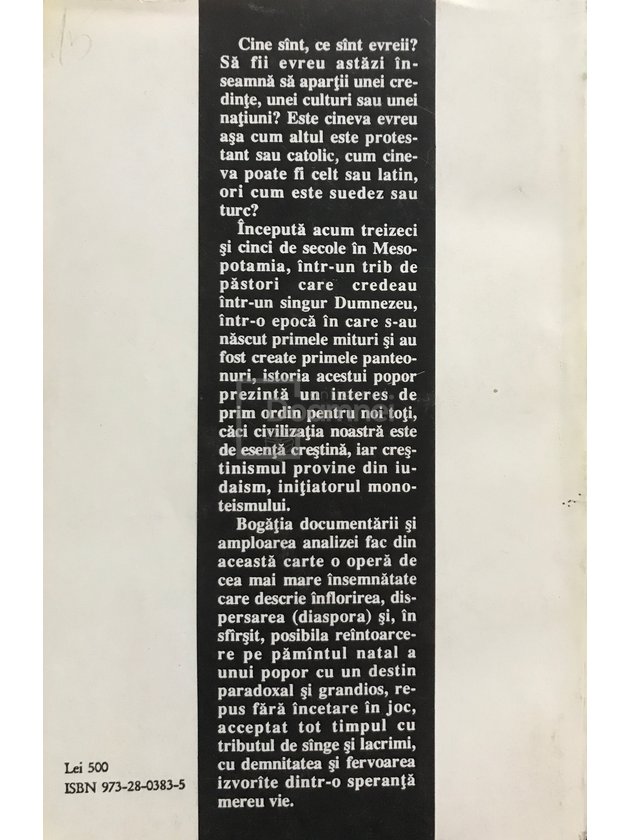 Cine sînt, ce sînt evreii?
Să fii evreu astăzi în-
seamnă să aparţii unei cre-
dinţe, unei culturi sau unei
naţiuni? Este cineva evreu
aşa cum altul este protes-
tant sau catolic, cum cine-
va poate fi celt sau latin,
ori cum este suedez sau
turc?
Începută acum treizeci
şi cinci de secole în Meso-
potamia, într-un trib de
păstori care credeau
într-un singur Dumnezeu,
într-o epocă în care s-au
născut primele mituri şi au
fost create primele panteo-
nuri, istoria acestui popor
prezintă un interes de
prim ordin pentru noi toţi,
căci civilizaţia noastră este
de esenţă creştină, iar creş-
tinismul provine din iu-
daism, iniţiatorul mono-
teismului.
Bogăţia documentării şi
amploarea analizei fac din
această carte o operă de
cea mai mare însemnătate
care descrie înflorirea, dis-
persarea (diaspora) şi, în
sfîrşit, posibila reîntoarce-
re pe pămîntul natal a
unui popor cu un destin
paradoxal şi grandios, re-
pus fără încetare în joc,
acceptat tot timpul cu
tributul de sînge şi lacrimi,
cu demnitatea şi fervoarea
izvorîte dintr-o speranţă
mereu vie.
Lei 500
ISBN 973-28-0383-5